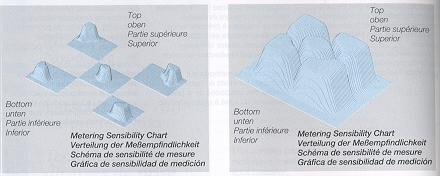 Top
oben
Partie supérieure
Superior
Bottom
unten
Partie inférieure
Inferior
Metering Sensibility Chart
Verteilung der Meßempfindlichkeit
Schéma de sensibilité de mesure
Gráfica de sensibilidad de medición
Top
oben
Partie supérieure
Superior
Bottom
unten
Partie inférieure
Inferior
Metering Sensibility Chart
Verteilung der Meßempfindlichkeit
Schéma de sensibilité de mesure
Gráfica de sensibilidad de medición